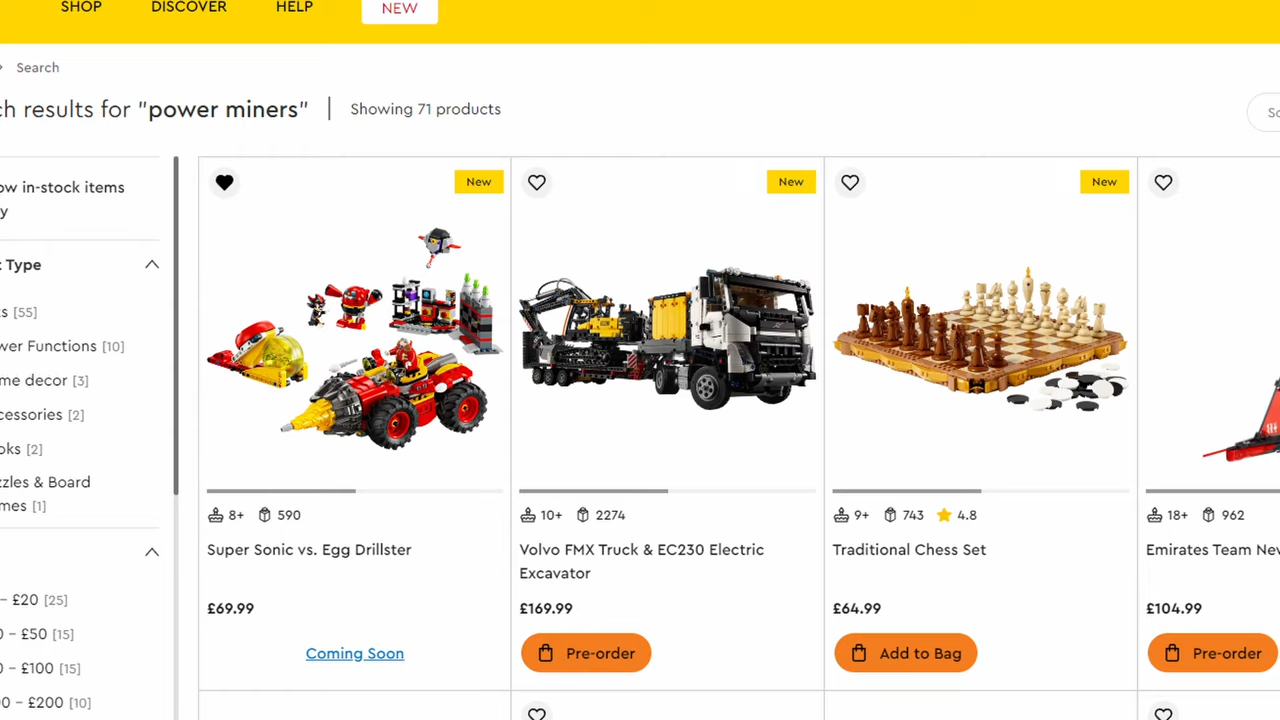 SHOP DISCOVER HELP NEW
Search
ch results for "power miners" Showing 71 products
ow in-stock items
y
t Type
ts [55]
wer Functions [10]
me decor [3]
cessories [2]
oks [2]
zzles & Board
mes [1]
– £20 [25]
0 – £50 [15]
0 – £100 [15]
00 – £200 [10]
New
8+ 590
Super Sonic vs. Egg Drillster
£69.99
Coming Soon
New
10+ 2274
Volvo FMX Truck & EC230 Electric
Excavator
£169.99
Pre-order
New
9+ 743 4.8
Traditional Chess Set
£64.99
Add to Bag
18+ 962
Emirates Team Nev
£104.99
Pre-order